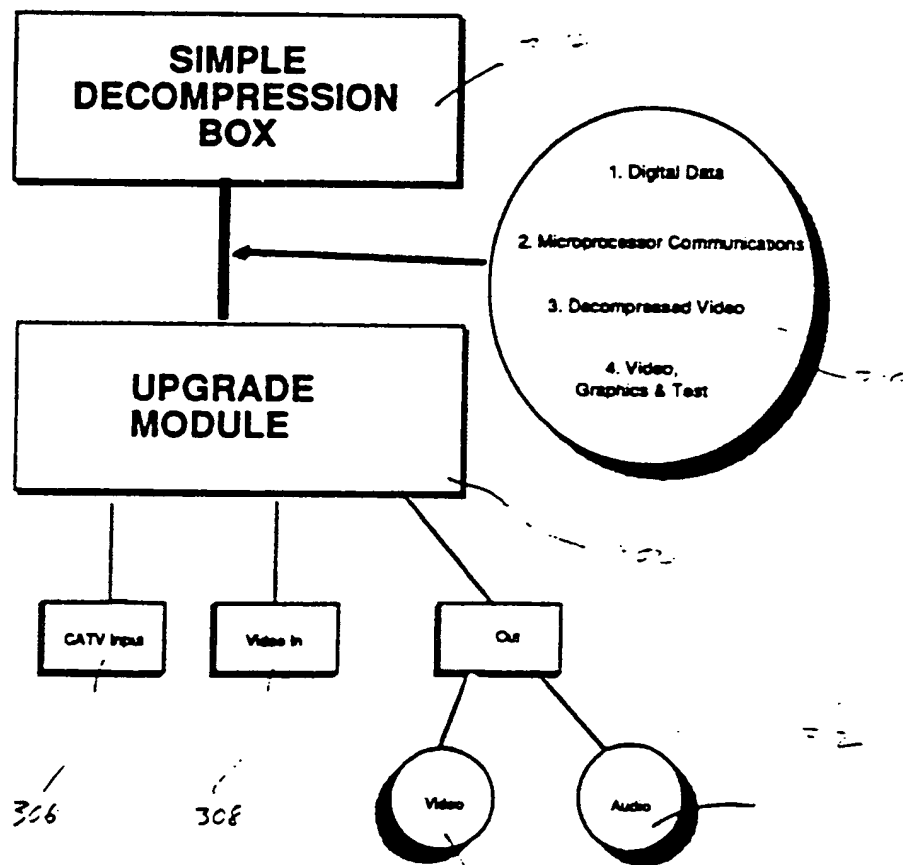 SIMPLE
DECOMPRESSION
BOX
1. Digital Data
2. Microprocessor Communications
3. Decompressed Video
4. Video,
Graphics & Test
UPGRADE
MODULE
CATV Input
Video In
Out
Video
Audio
306
308